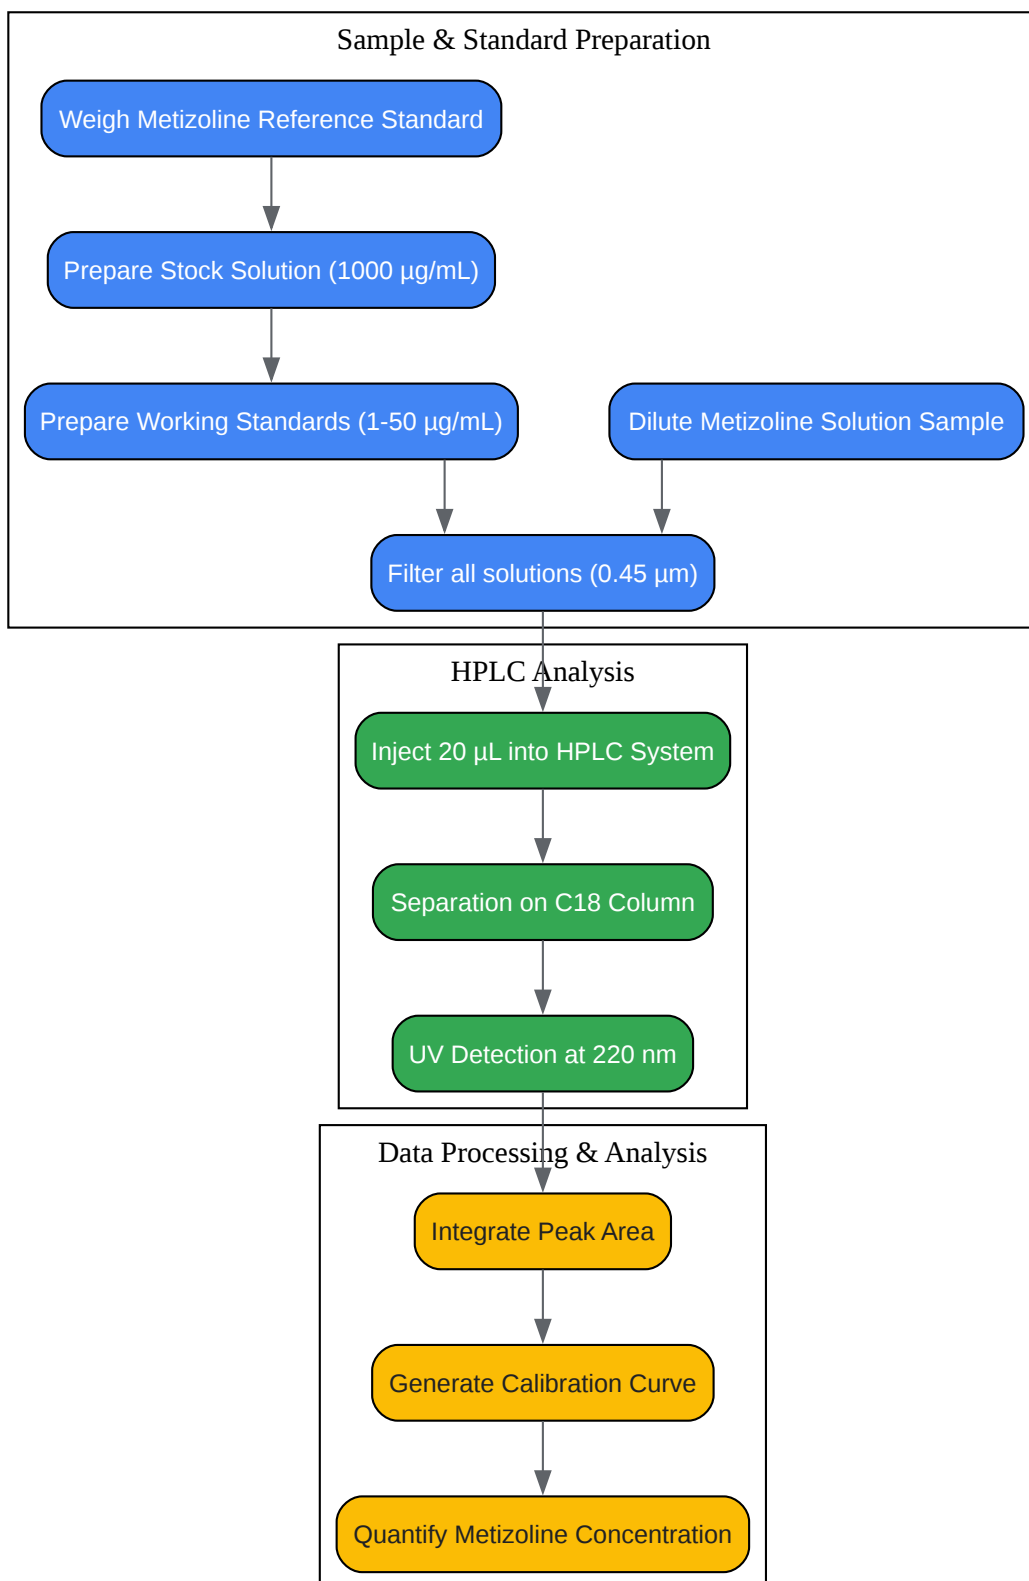 Sample & Standard Preparation
Weigh Metizoline Reference Standard
Prepare Stock Solution (1000 µg/mL)
Prepare Working Standards (1-50 µg/mL)
Dilute Metizoline Solution Sample
Filter all solutions (0.45 µm)
HPLC Analysis
Inject 20 µL into HPLC System
Separation on C18 Column
UV Detection at 220 nm
Data Processing & Analysis
Integrate Peak Area
Generate Calibration Curve
Quantify Metizoline Concentration